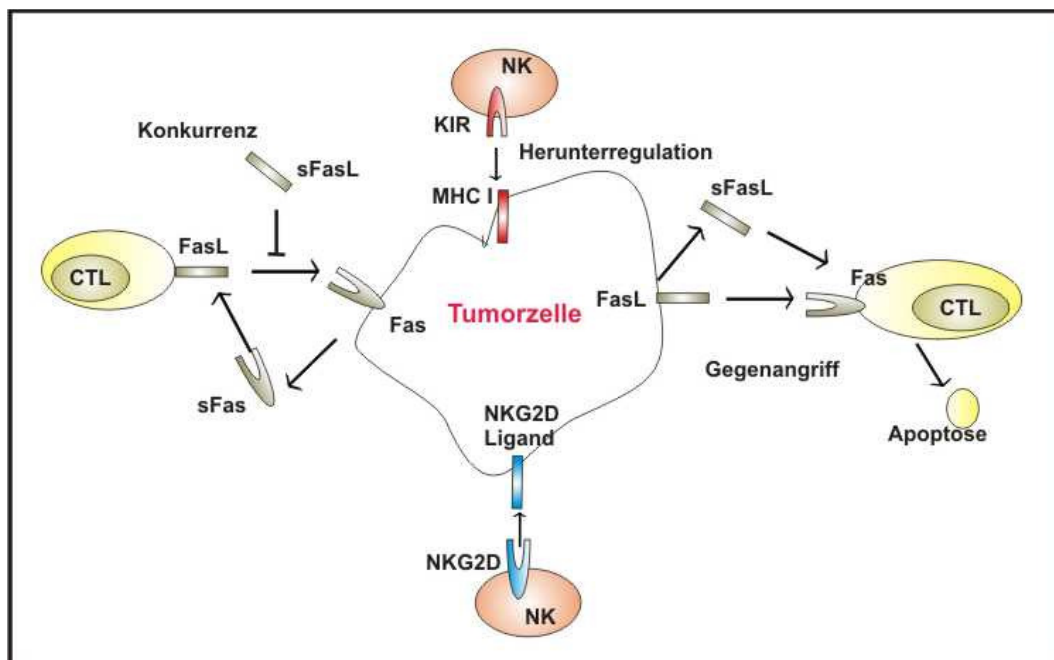 NK
KIR
Konkurrenz
Herunterregulation
sFasL
MHC I
sFasL
FasL
CTL
Fas
Tumorzelle
FasL
Fas
CTL
sFas
Gegenangriff
NKG2D
Ligand
Apoptose
NKG2D
NK